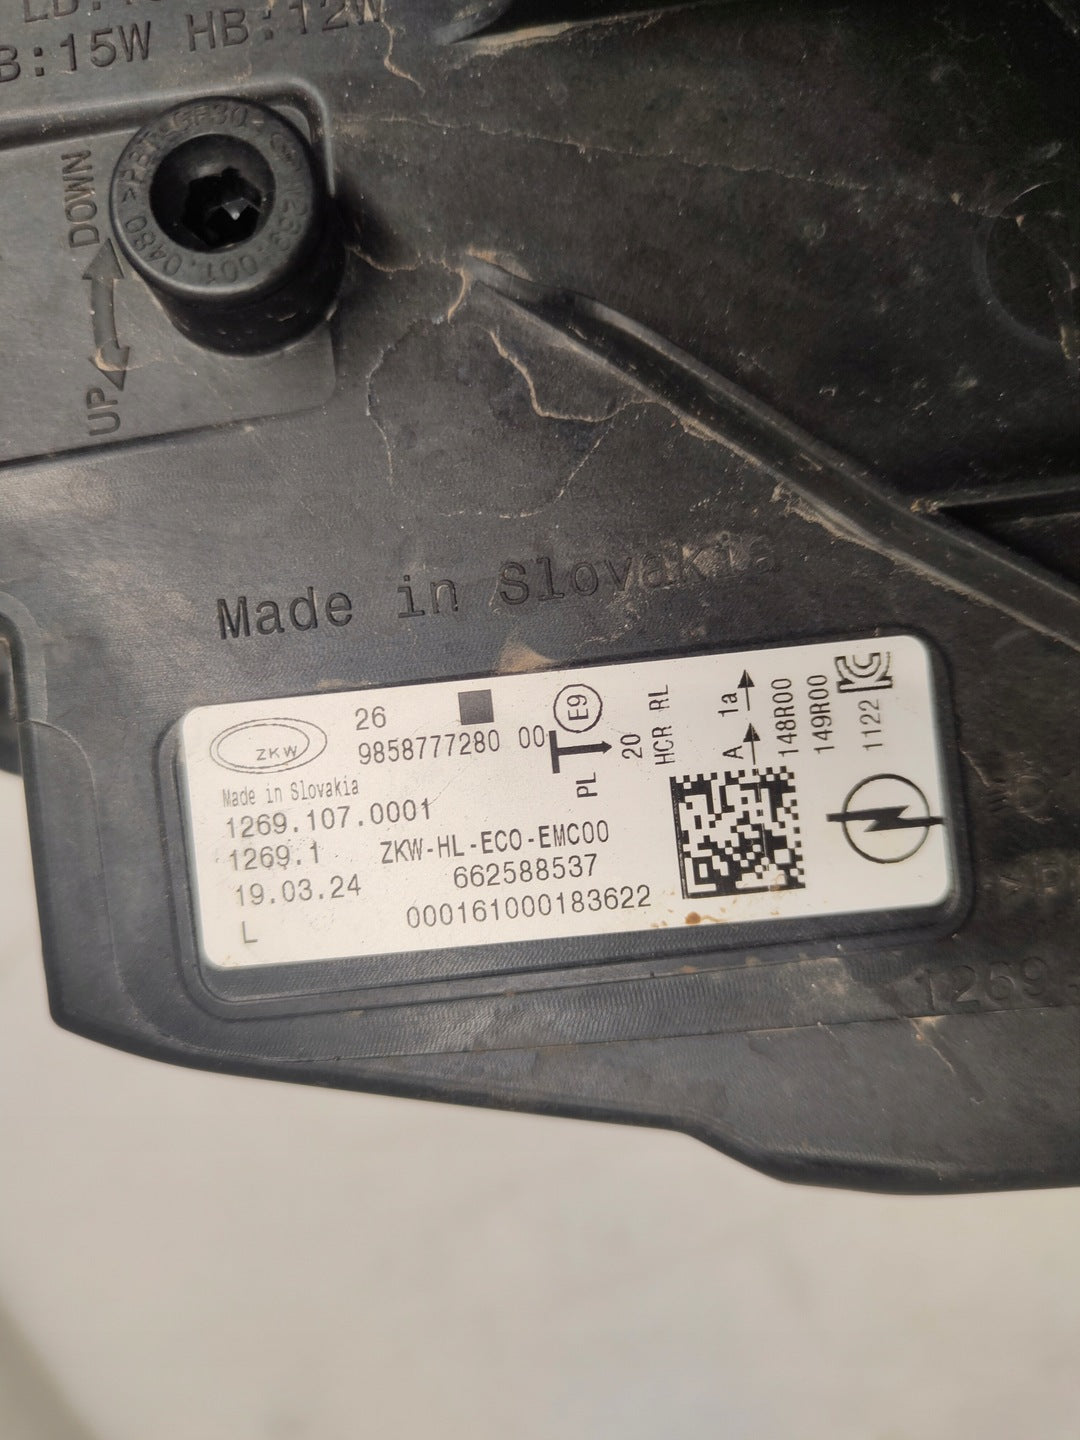 B:15W HB:12W
DOWN
UP
Made in Slovakia
ZKW
26
9858777280 00
Made in Slovakia
1269.107.0001
1269.1 ZKW-HL-ECO-EMC00
19.03.24 662588537
L 000161000183622
E9
PL
20
HCR RL
A 1a
148R00
149R00
1122
1269